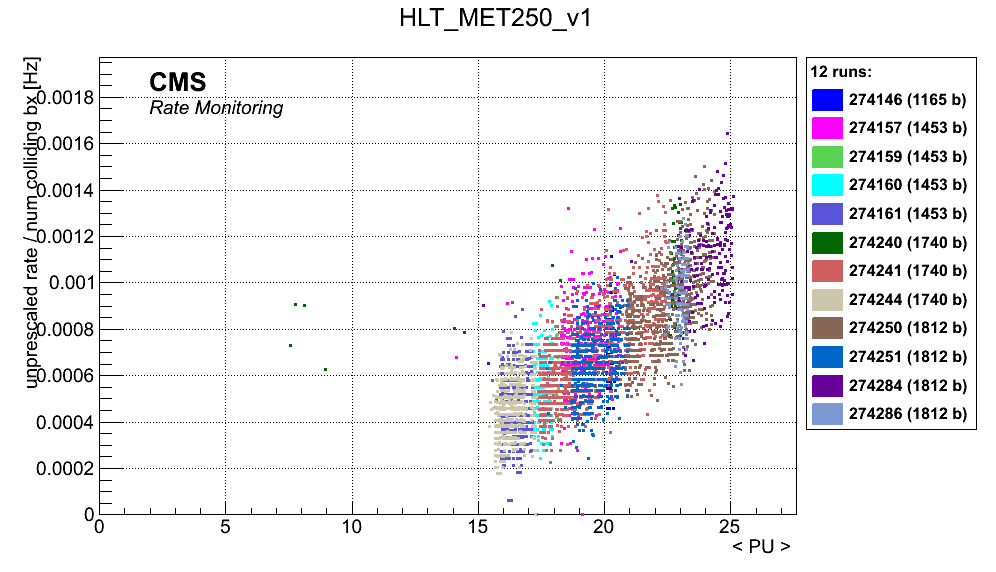 HLT_MET250_v1
CMS
Rate Monitoring
unprescaled rate / num colliding bx [Hz]
0.0018
0.0016
0.0014
0.0012
0.001
0.0008
0.0006
0.0004
0.0002
0
0 5 10 15 20 25
< PU >
12 runs:
274146 (1165 b)
274157 (1453 b)
274159 (1453 b)
274160 (1453 b)
274161 (1453 b)
274240 (1740 b)
274241 (1740 b)
274244 (1740 b)
274250 (1812 b)
274251 (1812 b)
274284 (1812 b)
274286 (1812 b)